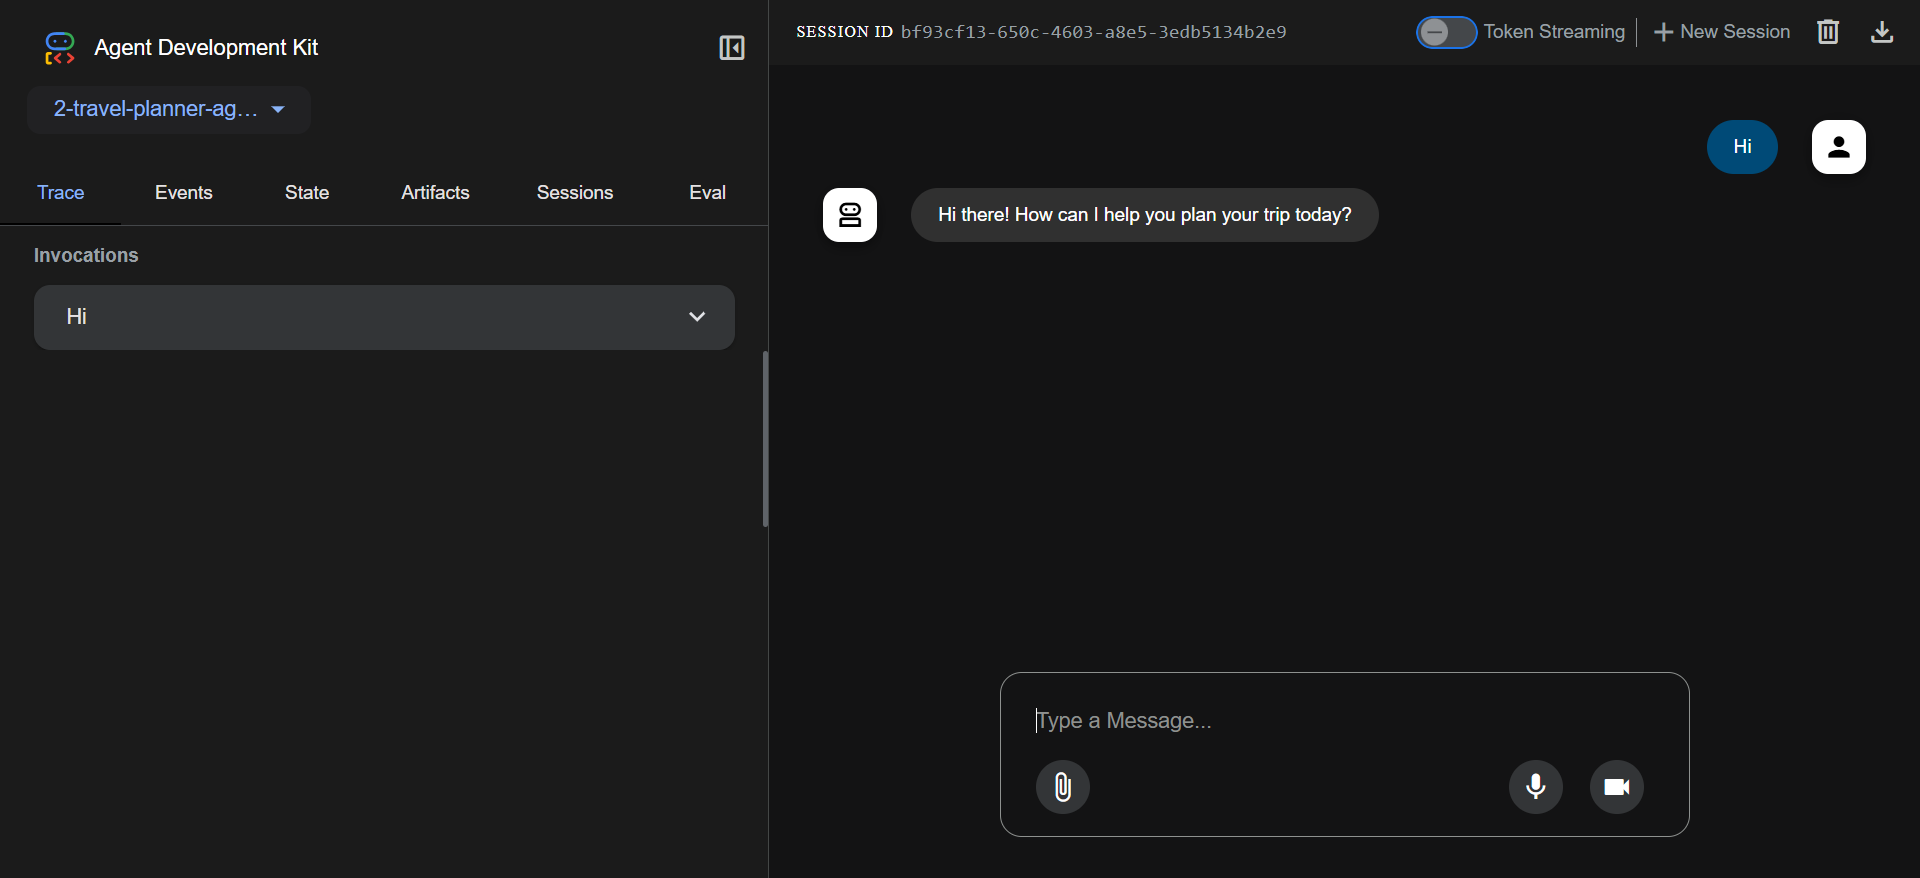 Agent Development Kit
2-travel-planner-ag...
Trace Events State Artifacts Sessions Eval
Invocations
Hi
SESSION ID bf93cf13-650c-4603-a8e5-3edb5134b2e9
Token Streaming
New Session
Hi
Hi there! How can I help you plan your trip today?
Type a Message...